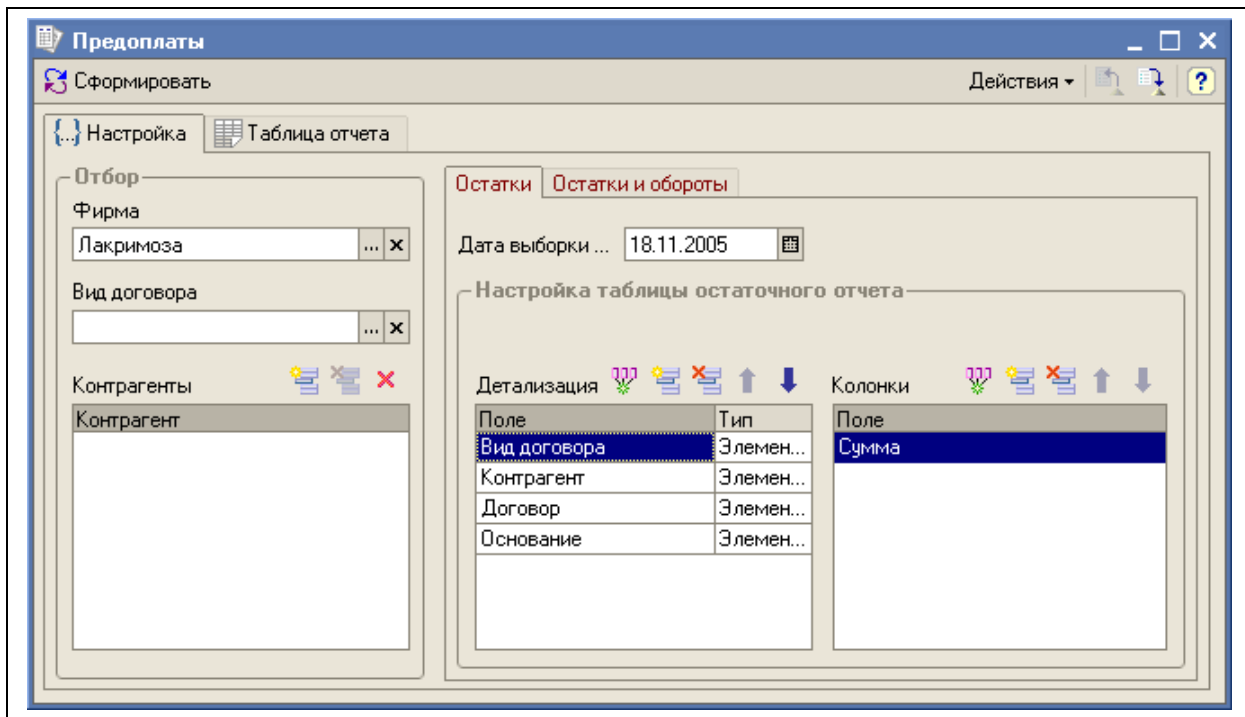 Предоплаты
Сформировать
Действия
Настройка
Таблица отчета
Отбор
Фирма
Лакримоза
Вид договора
Контрагенты
Контрагент
Остатки
Остатки и обороты
Дата выборки ...
18.11.2005
Настройка таблицы остаточного отчета
Детализация
Поле Тип
Вид договора Элемен...
Контрагент Элемен...
Договор Элемен...
Основание Элемен...
Колонки
Поле
Сумма